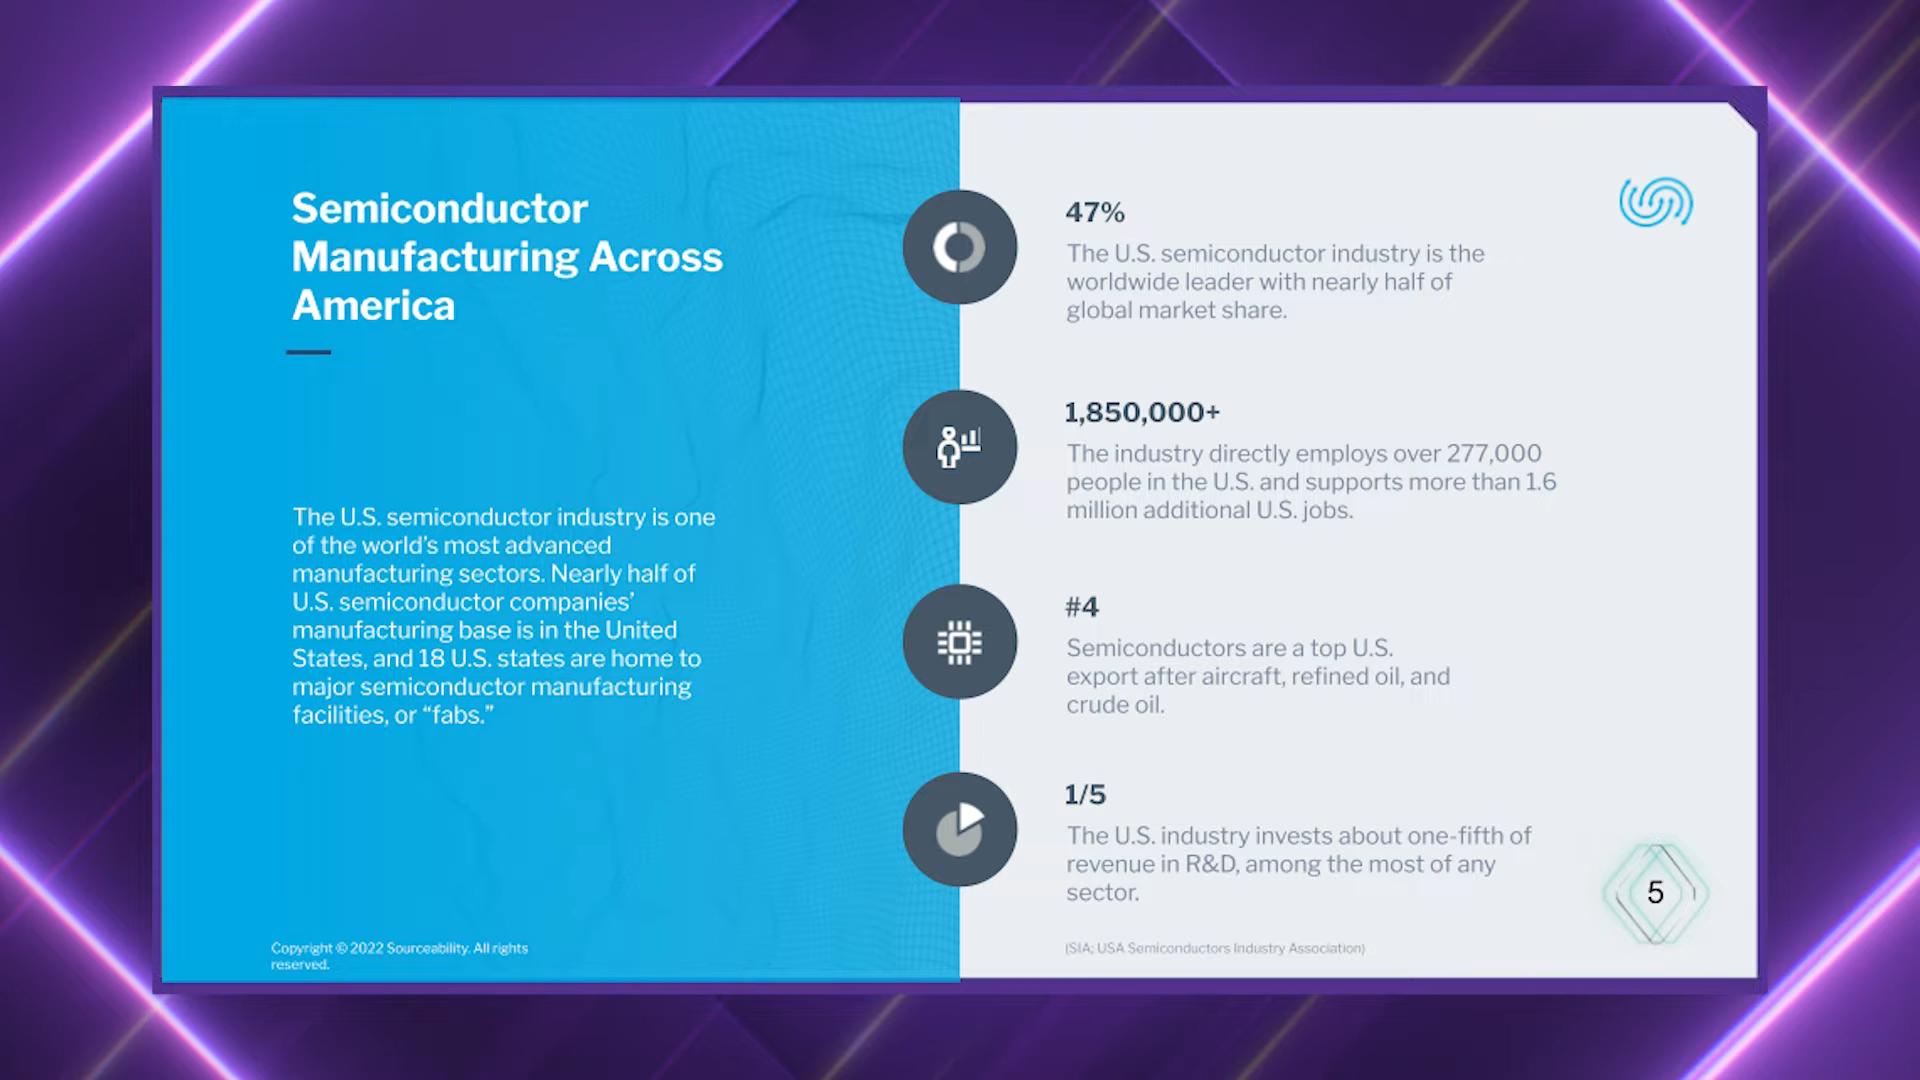 Semiconductor
Manufacturing Across
America
The U.S. semiconductor industry is one
of the world's most advanced
manufacturing sectors. Nearly half of
U.S. semiconductor companies'
manufacturing base is in the United
States, and 18 U.S. states are home to
major semiconductor manufacturing
facilities, or “fabs.”
Copyright © 2022 Sourceability. All rights
reserved.
47%
The U.S. semiconductor industry is the
worldwide leader with nearly half of
global market share.
1,850,000+
The industry directly employs over 277,000
people in the U.S. and supports more than 1.6
million additional U.S. jobs.
#4
Semiconductors are a top U.S.
export after aircraft, refined oil, and
crude oil.
1/5
The U.S. industry invests about one-fifth of
revenue in R&D, among the most of any
sector.
(SIA; USA Semiconductors Industry Association)
5